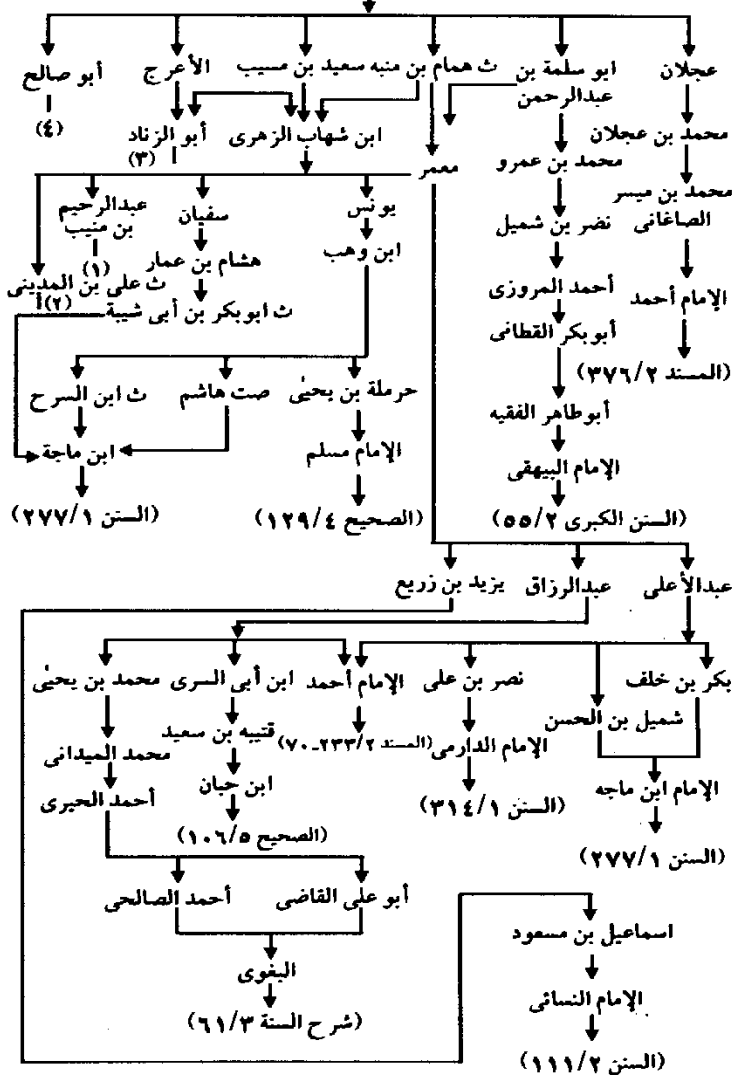 عجلان ابو سلمة بن عبدالرحمن ث همام بن منبه سعيد بن مسيب الأعرج أبو صالح
محمد بن عجلان ابن شهاب الزهرى أبو الزناد (٣) (٤)
محمد بن عمرو معمر
محمد بن ميسر الصاغانى يونس سفيان عبدالرحيم بن منيب (١)
نضر بن شميل ابن وهب هشام بن عمار
الإمام أحمد أحمد المروزى ث ابوبكر بن أبى شيبة ث على بن المدينى (٢)
(المسند ٣٧٦/٢) أبوبكر القطانى
أبوطاهر الفقيه حرملة بن يحيىٰ صت هاشم ث ابن السرح
الإمام البيهقى الإمام مسلم ابن ماجة
(السنن الكبرى ٥٥/٢) (الصحيح ١٢٩/٤) (السنن ٢٧٧/١)
عبدالأعلى عبدالرزاق يزيد بن زريع
بكر بن خلف نصر بن على الإمام أحمد ابن أبى السرى محمد بن يحيىٰ
شميل بن الحسن الإمام الدارمى (المسند ٢٣٣/٢-٧٠) قتيبه بن سعيد محمد الميدانى
الإمام ابن ماجه (السنن ٣١٤/١) ابن حبان أحمد الحيرى
(السنن ٢٧٧/١) (الصحيح ١٠٦/٥)
أبو على القاضى أحمد الصالحى
اسماعيل بن مسعود البغوى
الإمام النسائى (شرح السنة ٦١/٣)
(السنن ١١١/٢)